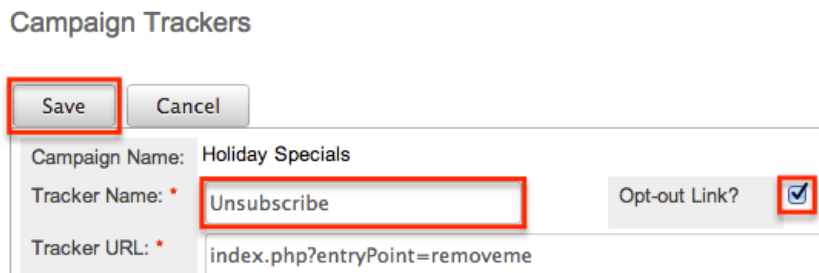 Campaign Trackers
Save Cancel
Campaign Name: Holiday Specials
Tracker Name: * Unsubscribe Opt-out Link?
Tracker URL: * index.php?entryPoint=removeme